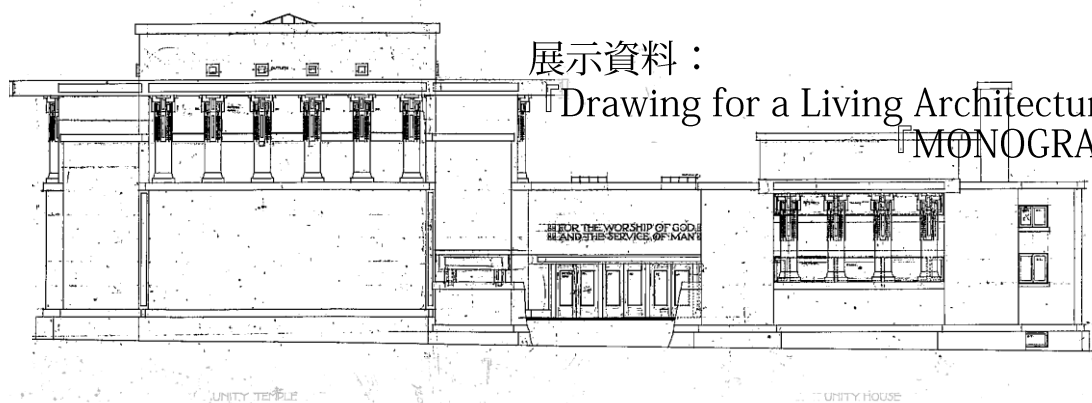 展示資料：
『Drawing for a Living Architectur
『MONOGRA
FOR THE WORSHIP OF GOD
AND THE SERVICE OF MAN
UNITY TEMPLE
UNITY HOUSE